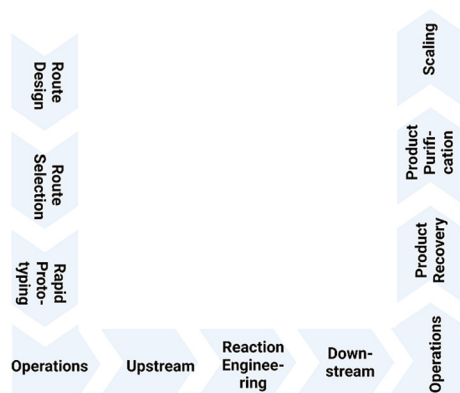 Route
Design
Route
Selection
Rapid
Proto-
typing
Operations
Upstream
Reaction
Enginee-
ring
Down-
stream
Operations
Product
Recovery
Product
Purifi-
cation
Scaling